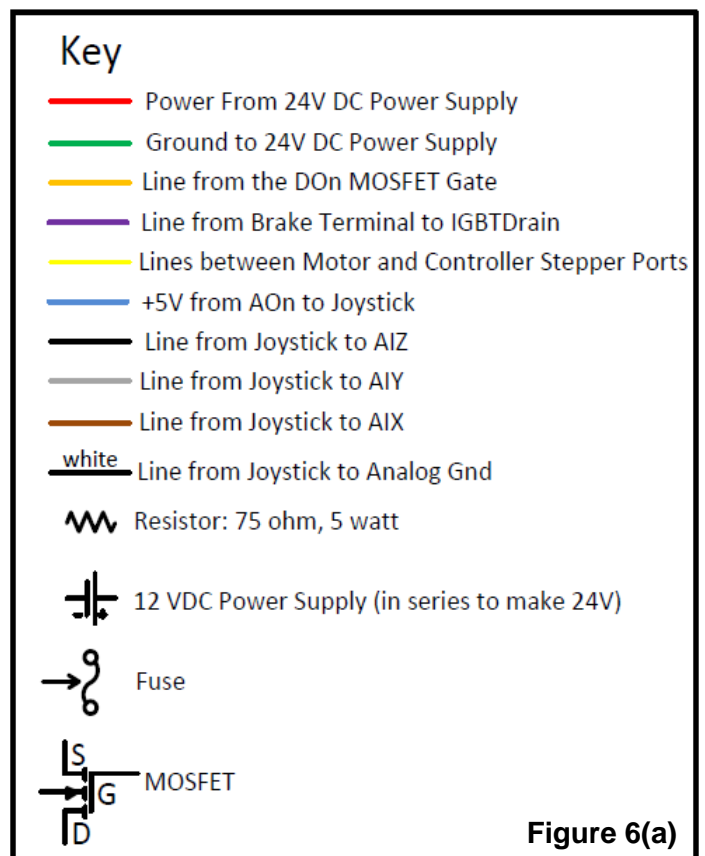 Key
Power From 24V DC Power Supply
Ground to 24V DC Power Supply
Line from the DOn MOSFET Gate
Line from Brake Terminal to IGBTDrain
Lines between Motor and Controller Stepper Ports
+5V from AOn to Joystick
Line from Joystick to AIZ
Line from Joystick to AIY
Line from Joystick to AIX
white Line from Joystick to Analog Gnd
Resistor: 75 ohm, 5 watt
12 VDC Power Supply (in series to make 24V)
Fuse
S
G MOSFET
D
Figure 6(a)